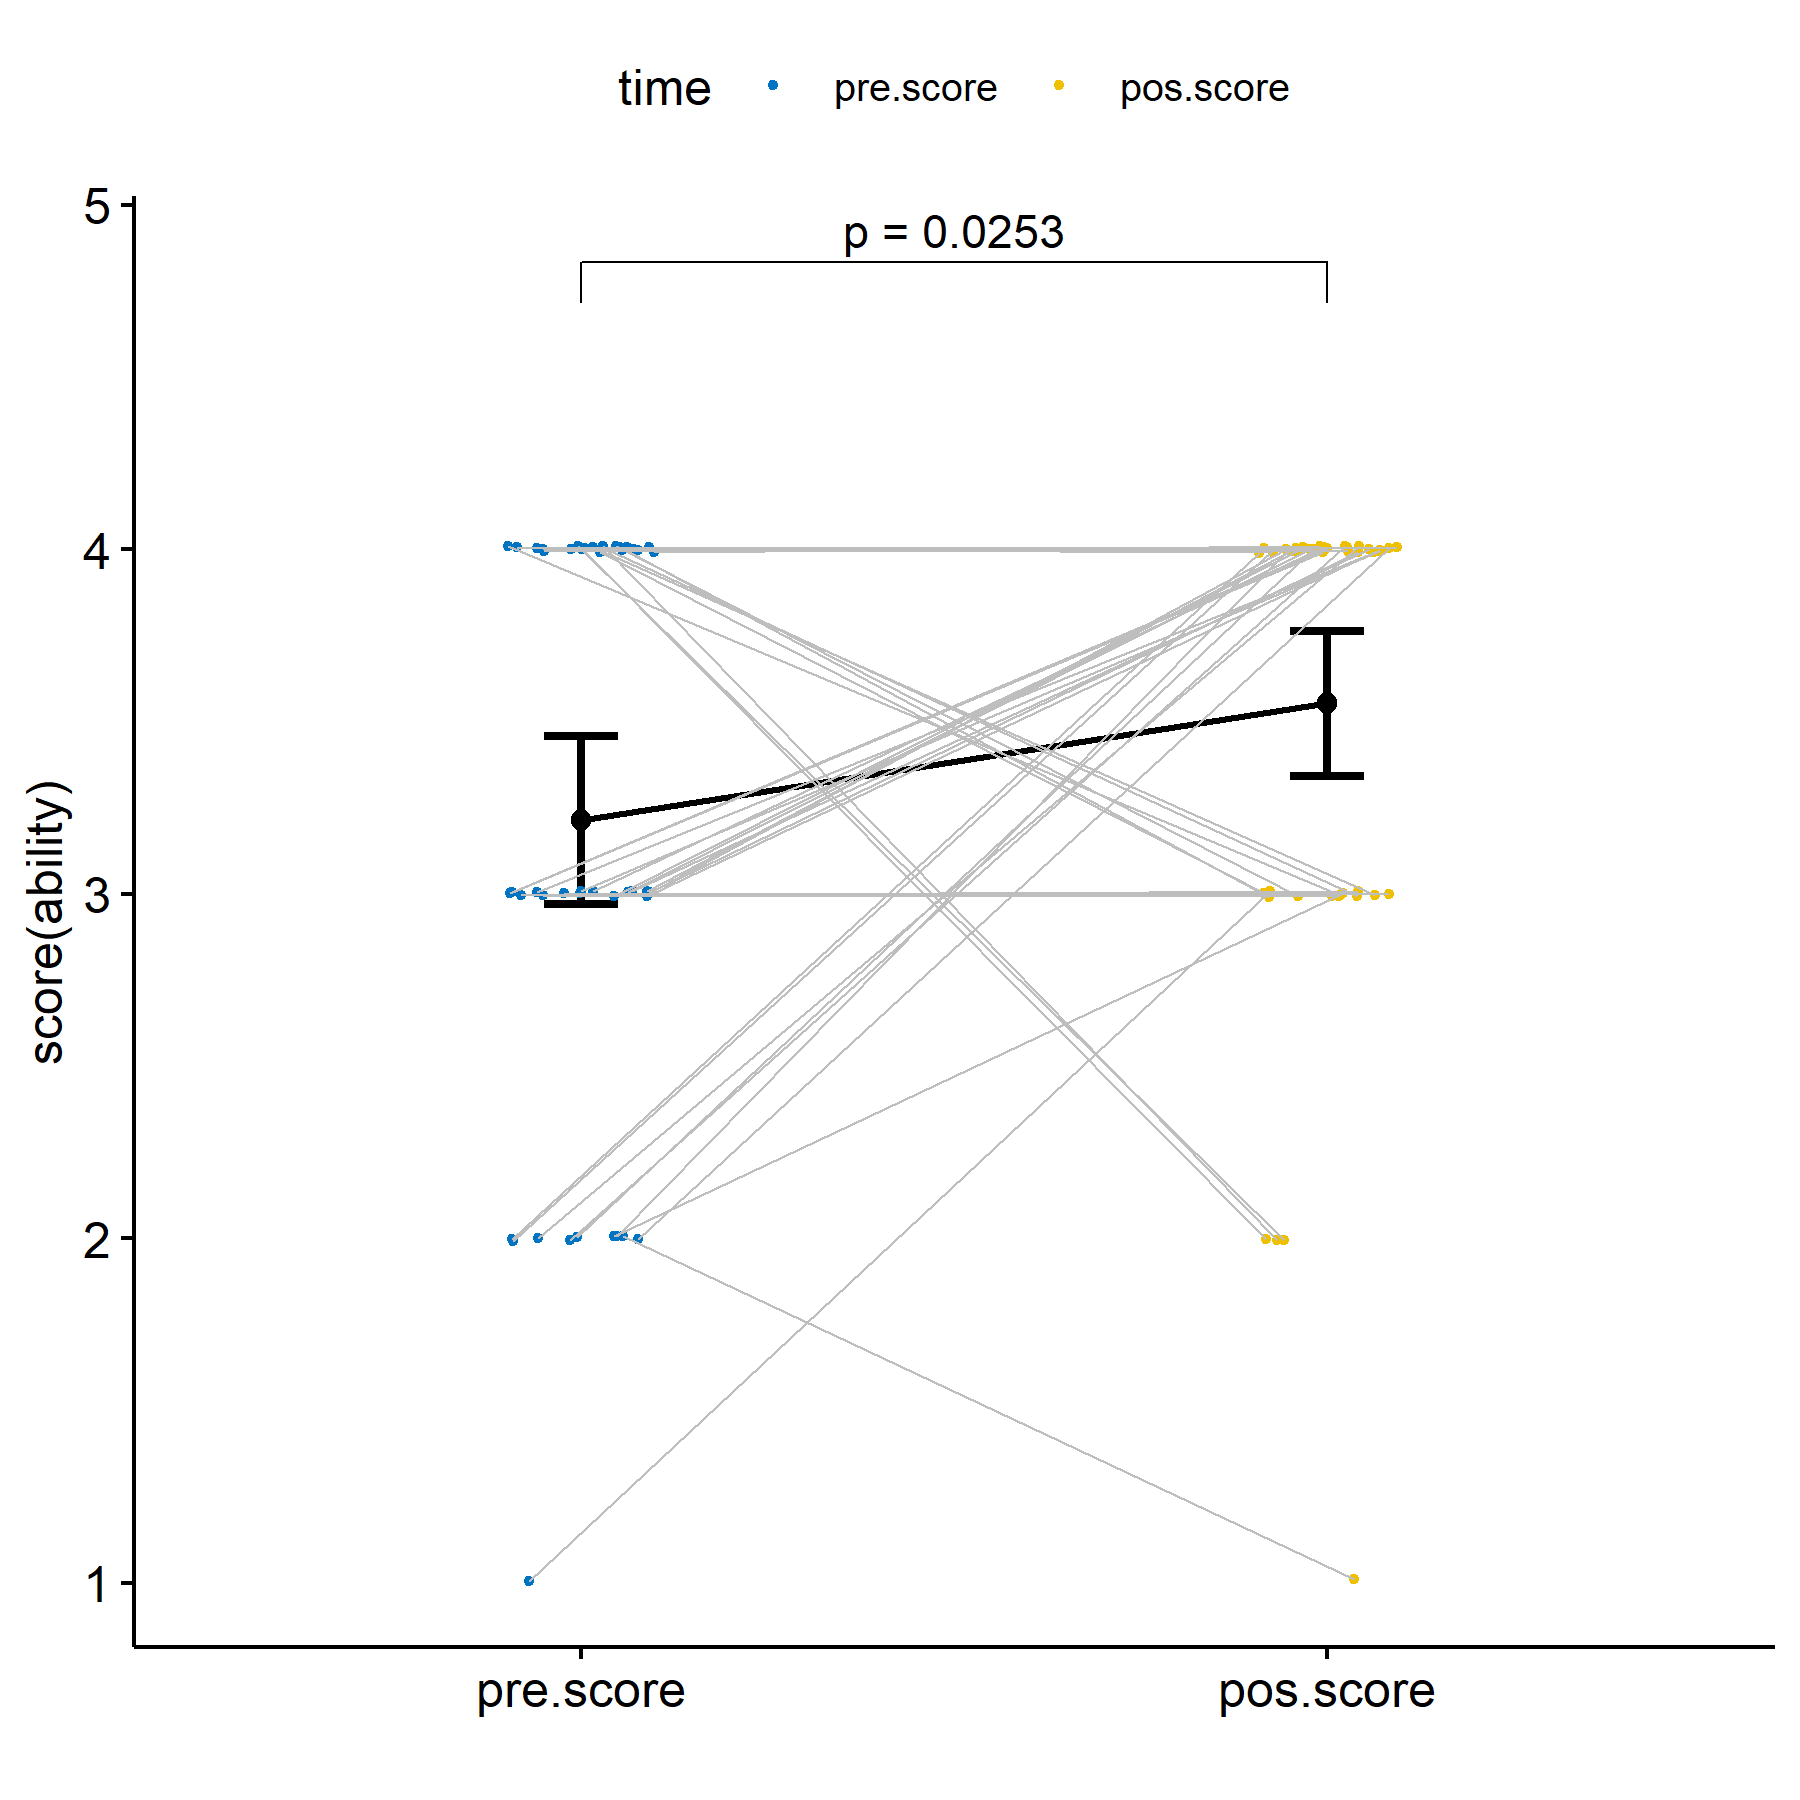 time pre.score pos.score
5
p = 0.0253
4
3
2
1
score(ability)
pre.score pos.score